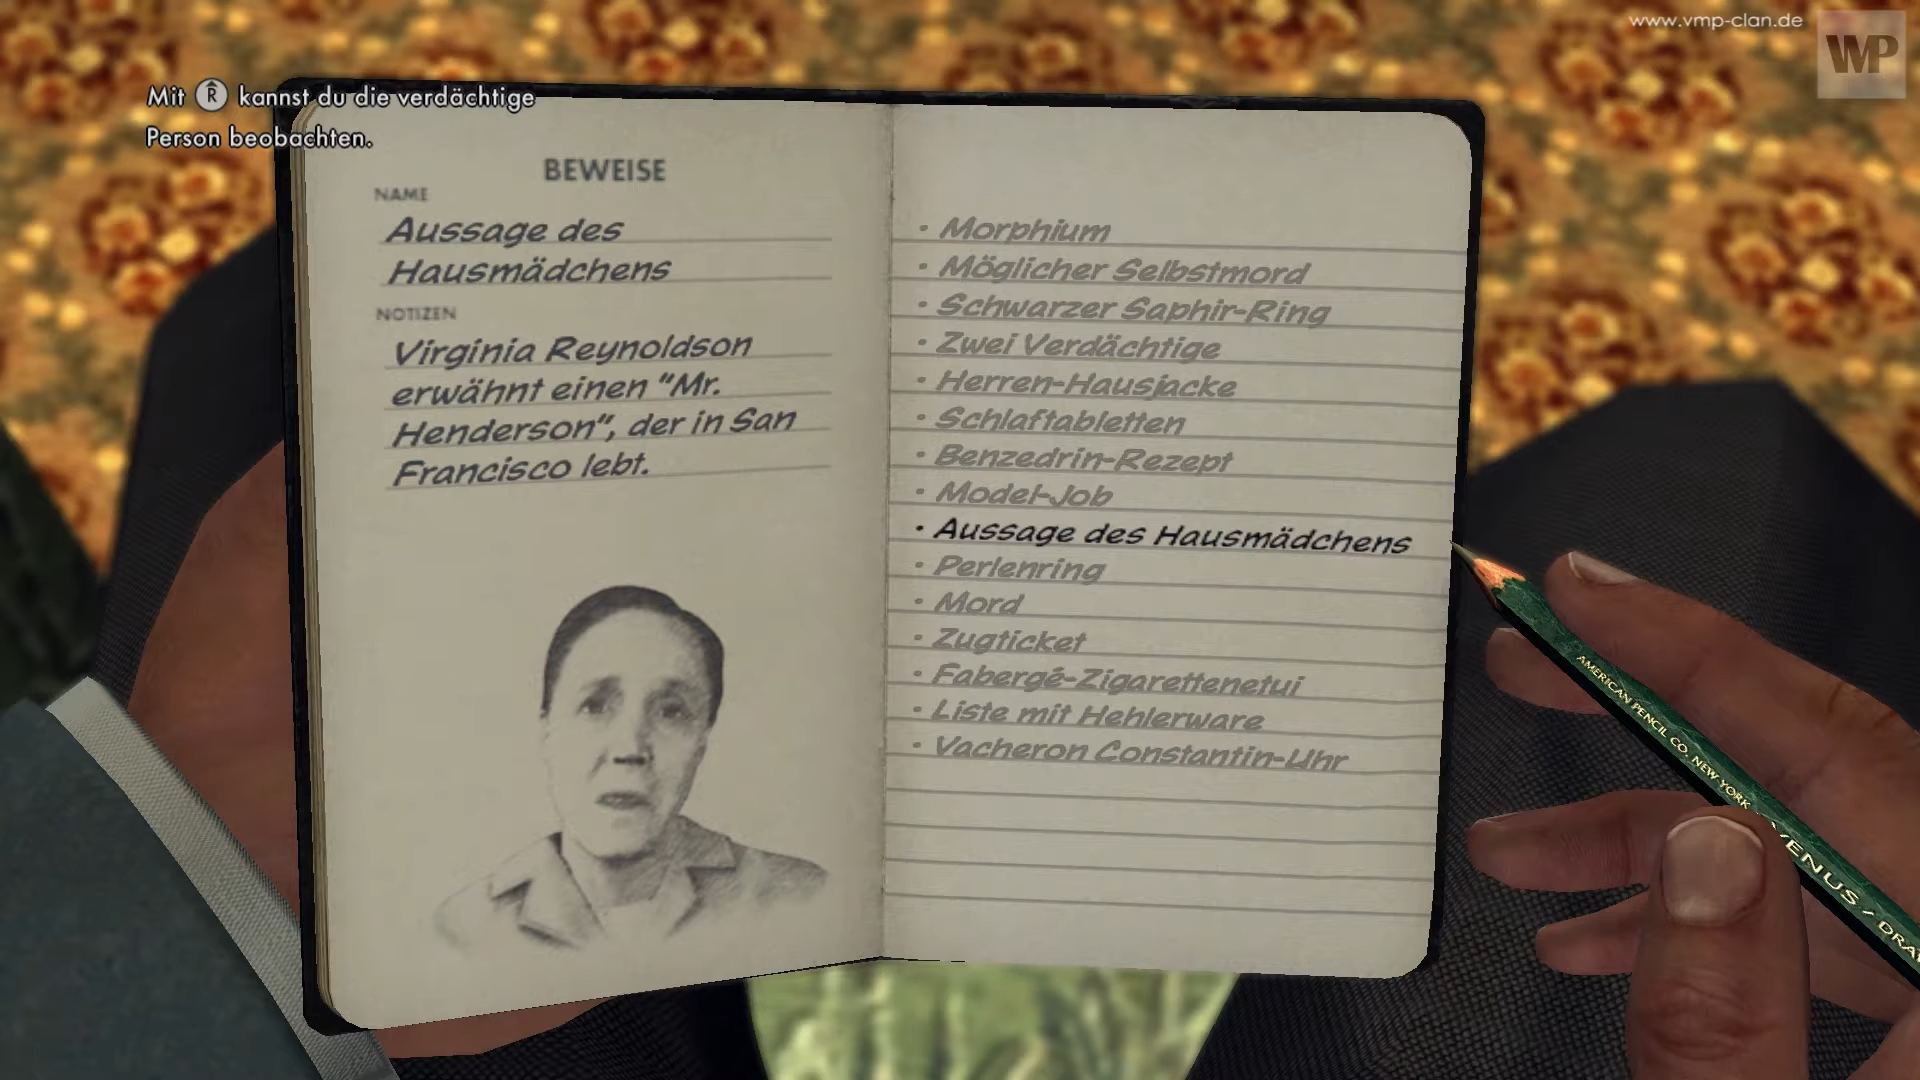 www.vmp-clan.de
VMP
Mit R kannst du die verdächtige
Person beobachten.
BEWEISE
NAME
Aussage des
Hausmädchens
NOTIZEN
Virginia Reynoldson
erwähnt einen "Mr.
Henderson", der in San
Francisco lebt.
• Morphium
• Möglicher Selbstmord
• Schwarzer Saphir-Ring
• Zwei Verdächtige
• Herren-Hausjacke
• Schlaftabletten
• Benzedrin-Rezept
• Model-Job
• Aussage des Hausmädchens
• Perlenring
• Mord
• Zugticket
• Fabergé-Zigarettenetui
• Liste mit Hehlerware
• Vacheron Constantin-Uhr
AMERICAN PENCIL CO. NEW YORK VENUS / DRA